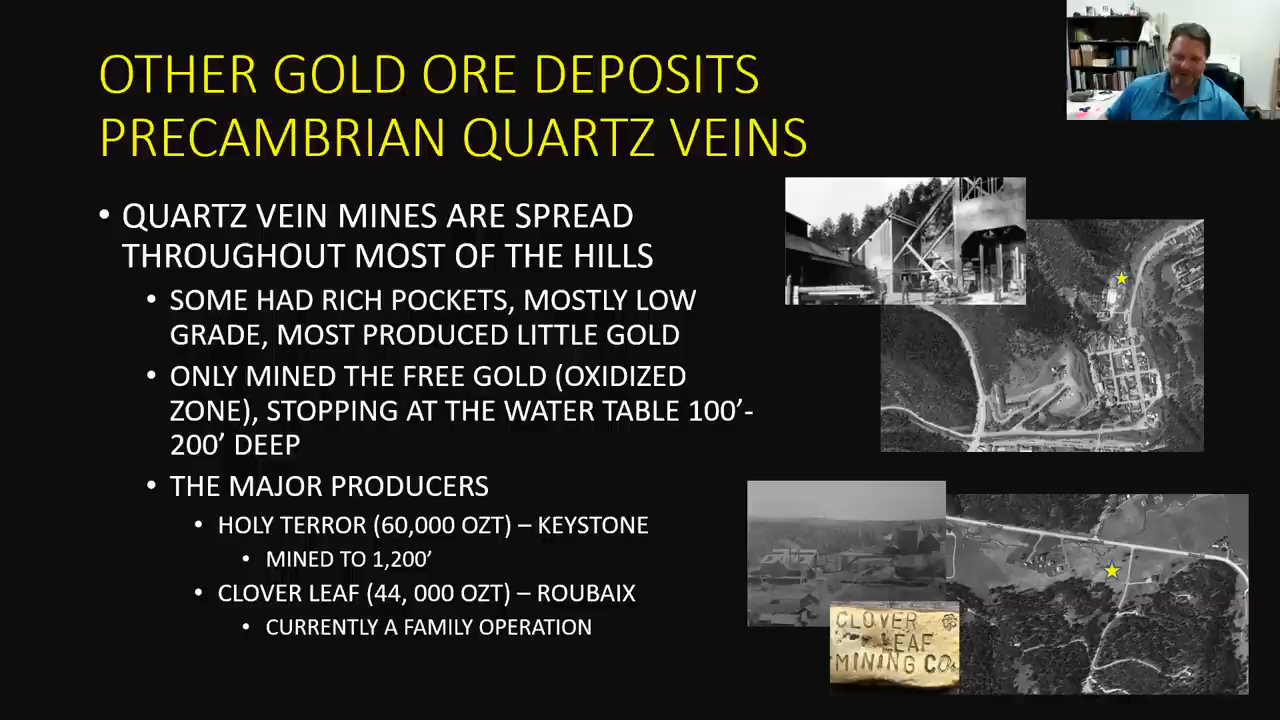 OTHER GOLD ORE DEPOSITS
PRECAMBRIAN QUARTZ VEINS
• QUARTZ VEIN MINES ARE SPREAD
THROUGHOUT MOST OF THE HILLS
• SOME HAD RICH POCKETS, MOSTLY LOW
GRADE, MOST PRODUCED LITTLE GOLD
• ONLY MINED THE FREE GOLD (OXIDIZED
ZONE), STOPPING AT THE WATER TABLE 100’-
200’ DEEP
• THE MAJOR PRODUCERS
• HOLY TERROR (60,000 OZT) – KEYSTONE
• MINED TO 1,200’
• CLOVER LEAF (44, 000 OZT) – ROUBAIX
• CURRENTLY A FAMILY OPERATION
CLOVER
LEAF
MINING CO.